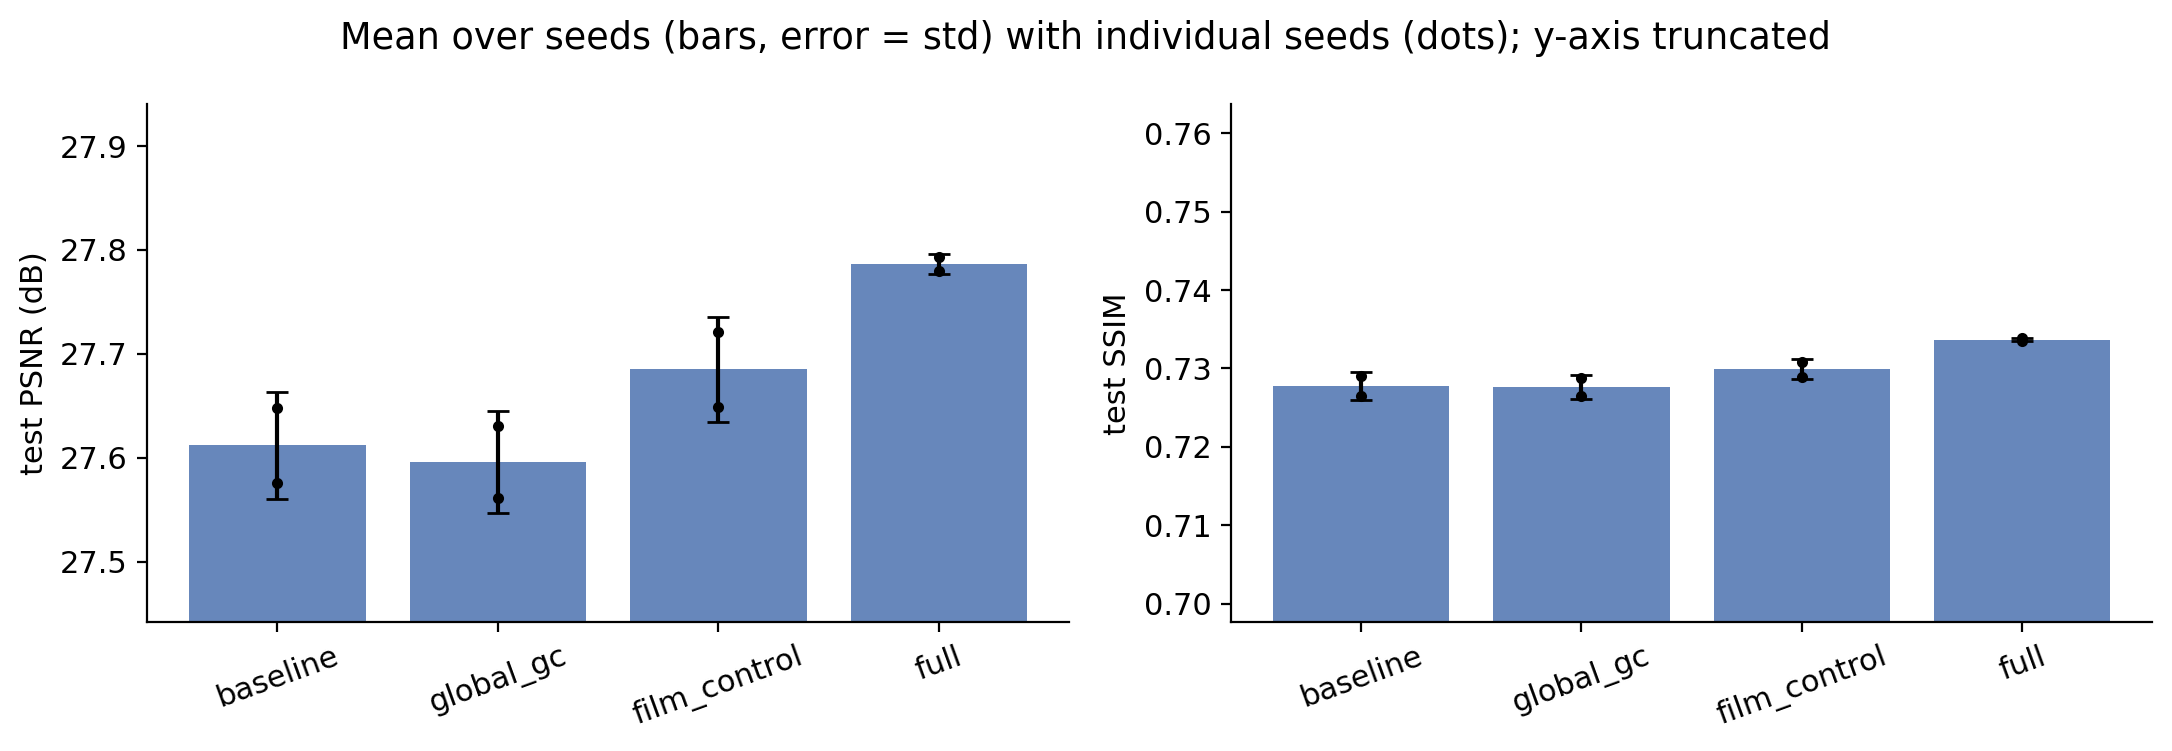 Mean over seeds (bars, error = std) with individual seeds (dots); y-axis truncated
test PSNR (dB)
27.9
27.8
27.7
27.6
27.5
baseline
global_gc
film_control
full
test SSIM
0.76
0.75
0.74
0.73
0.72
0.71
0.70
baseline
global_gc
film_control
full